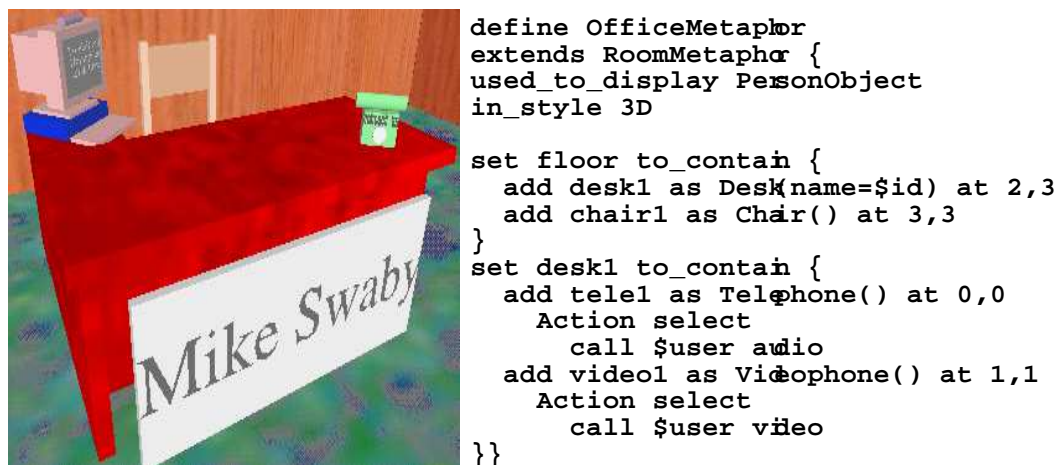 Mike Swaby
define OfficeMetaphor
extends RoomMetaphor {
used_to_display PersonObject
in_style 3D
set floor to_contain {
add desk1 as Desk(name=$id) at 2,3
add chair1 as Chair() at 3,3
}
set desk1 to_contain {
add tele1 as Telephone() at 0,0
Action select
call $user audio
add video1 as Videophone() at 1,1
Action select
call $user video
}}